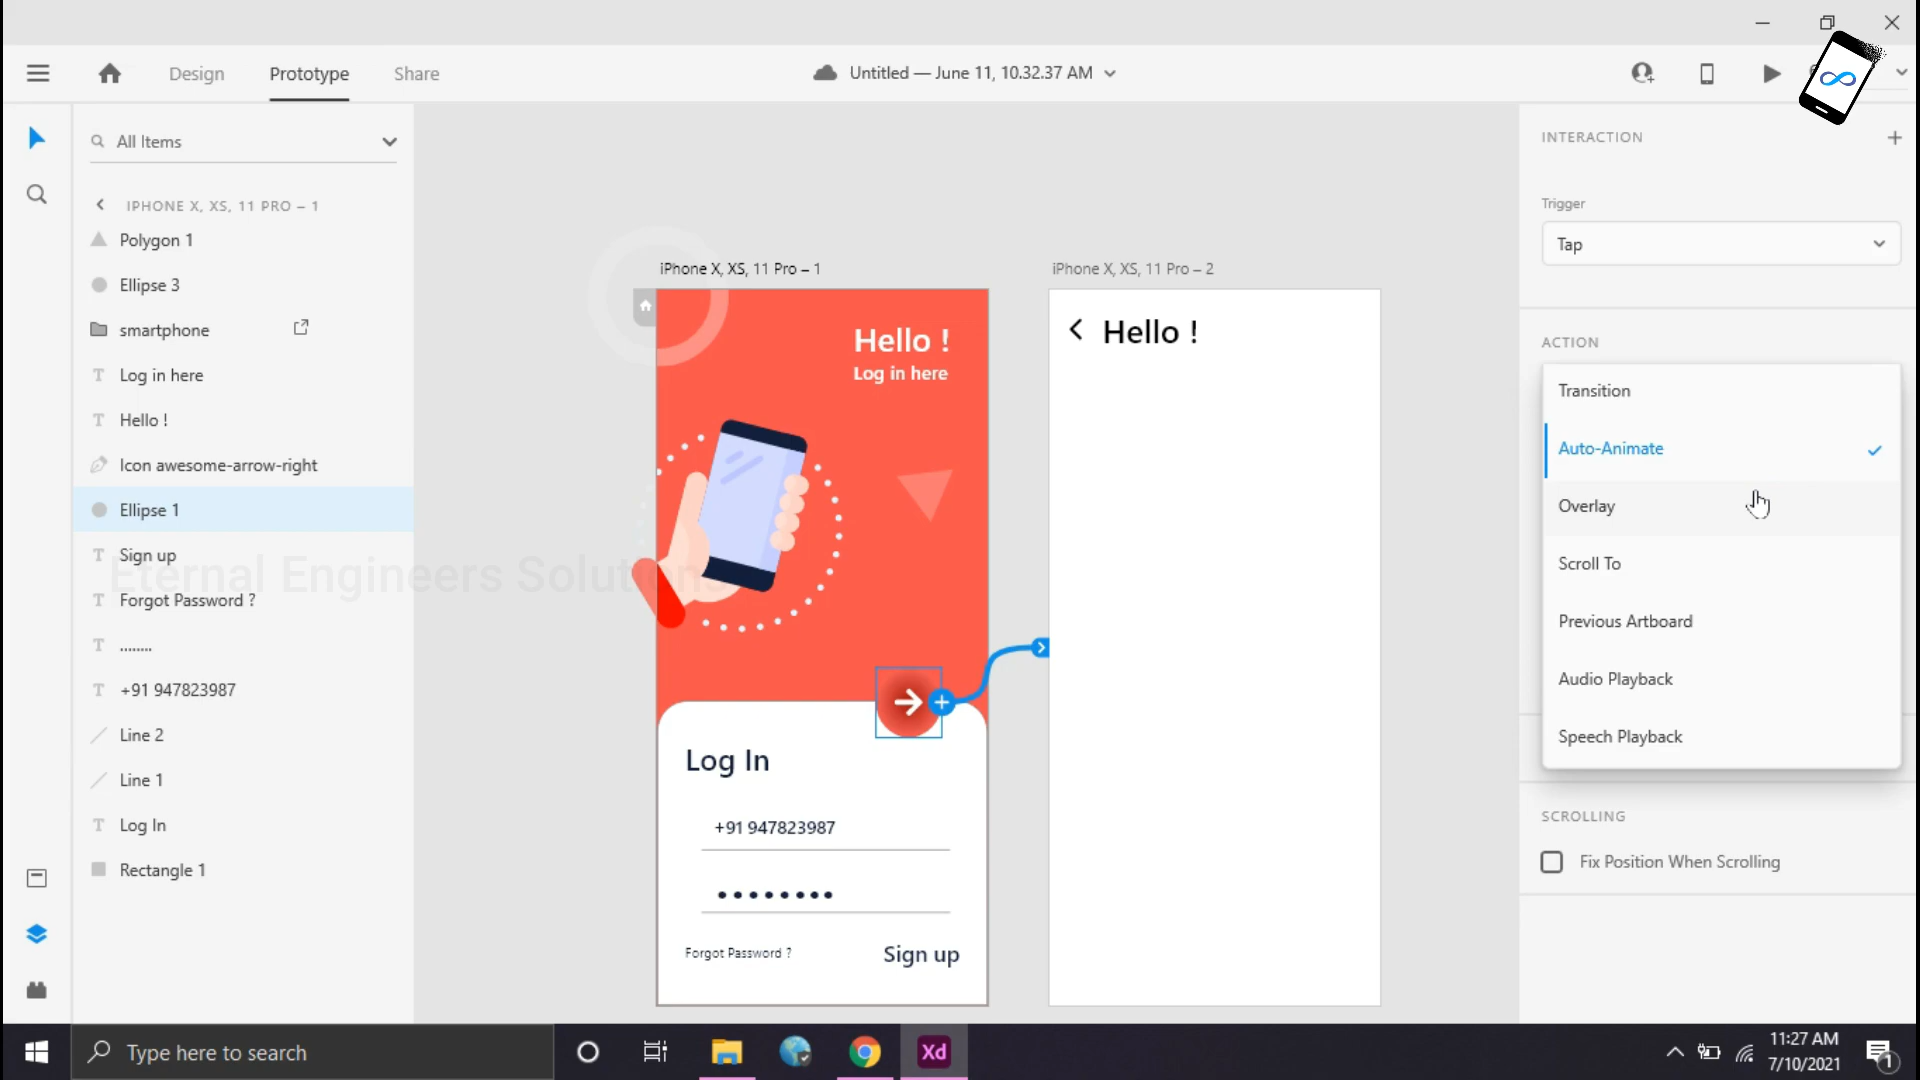 Design
Prototype
Share
Untitled — June 11, 10.32.37 AM
All Items
IPHONE X, XS, 11 PRO – 1
Polygon 1
Ellipse 3
smartphone
Log in here
Hello !
Icon awesome-arrow-right
Ellipse 1
Sign up
Forgot Password ?
........
+91 947823987
Line 2
Line 1
Log In
Rectangle 1
Eternal Engineers Solutions
iPhone X, XS, 11 Pro – 1
Hello !
Log in here
Log In
+91 947823987
••••••••
Forgot Password ?
Sign up
iPhone X, XS, 11 Pro – 2
Hello !
INTERACTION
Trigger
Tap
ACTION
Transition
Auto-Animate
Overlay
Scroll To
Previous Artboard
Audio Playback
Speech Playback
SCROLLING
Fix Position When Scrolling
Type here to search
Xd
11:27 AM
7/10/2021
1